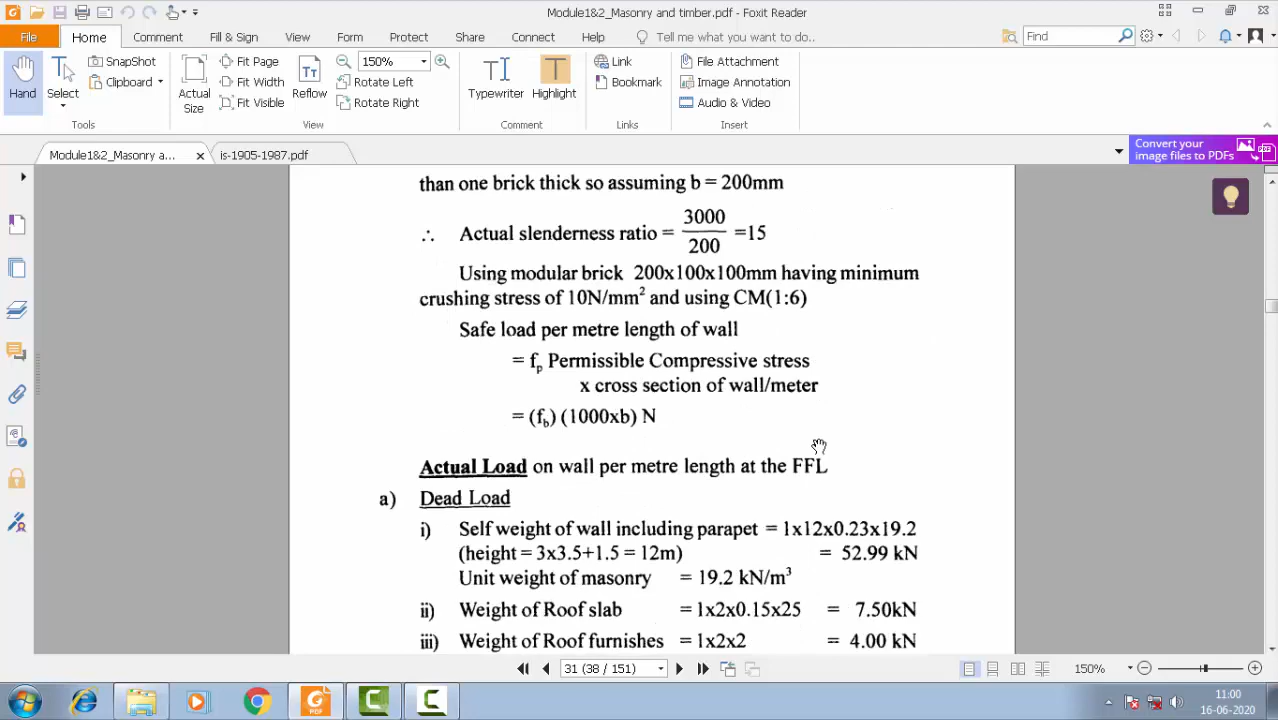 Module1&2_Masonry and timber.pdf - Foxit Reader
File Home Comment Fill & Sign View Form Protect Share Connect Help Tell me what you want to do.. Find
Hand
Select
SnapShot
Clipboard
Tools
Actual Size
Fit Page
Fit Width
Fit Visible
Reflow
150%
Rotate Left
Rotate Right
View
Typewriter
Highlight
Comment
Link
Bookmark
Links
File Attachment
Image Annotation
Audio & Video
Insert
Module1&2_Masonry a... is-1905-1987.pdf
Convert your
image files to PDFs
than one brick thick so assuming b = 200mm
∴ Actual slenderness ratio = 3000/200 =15
Using modular brick 200x100x100mm having minimum
crushing stress of 10N/mm² and using CM(1:6)
Safe load per metre length of wall
= fp Permissible Compressive stress
x cross section of wall/meter
= (fb) (1000xb) N
Actual Load on wall per metre length at the FFL
a) Dead Load
i) Self weight of wall including parapet = 1x12x0.23x19.2
(height = 3x3.5+1.5 = 12m) = 52.99 kN
Unit weight of masonry = 19.2 kN/m³
ii) Weight of Roof slab = 1x2x0.15x25 = 7.50kN
iii) Weight of Roof furnishes = 1x2x2 = 4.00 kN
31 (38 / 151) 150%
11:00
16-06-2020